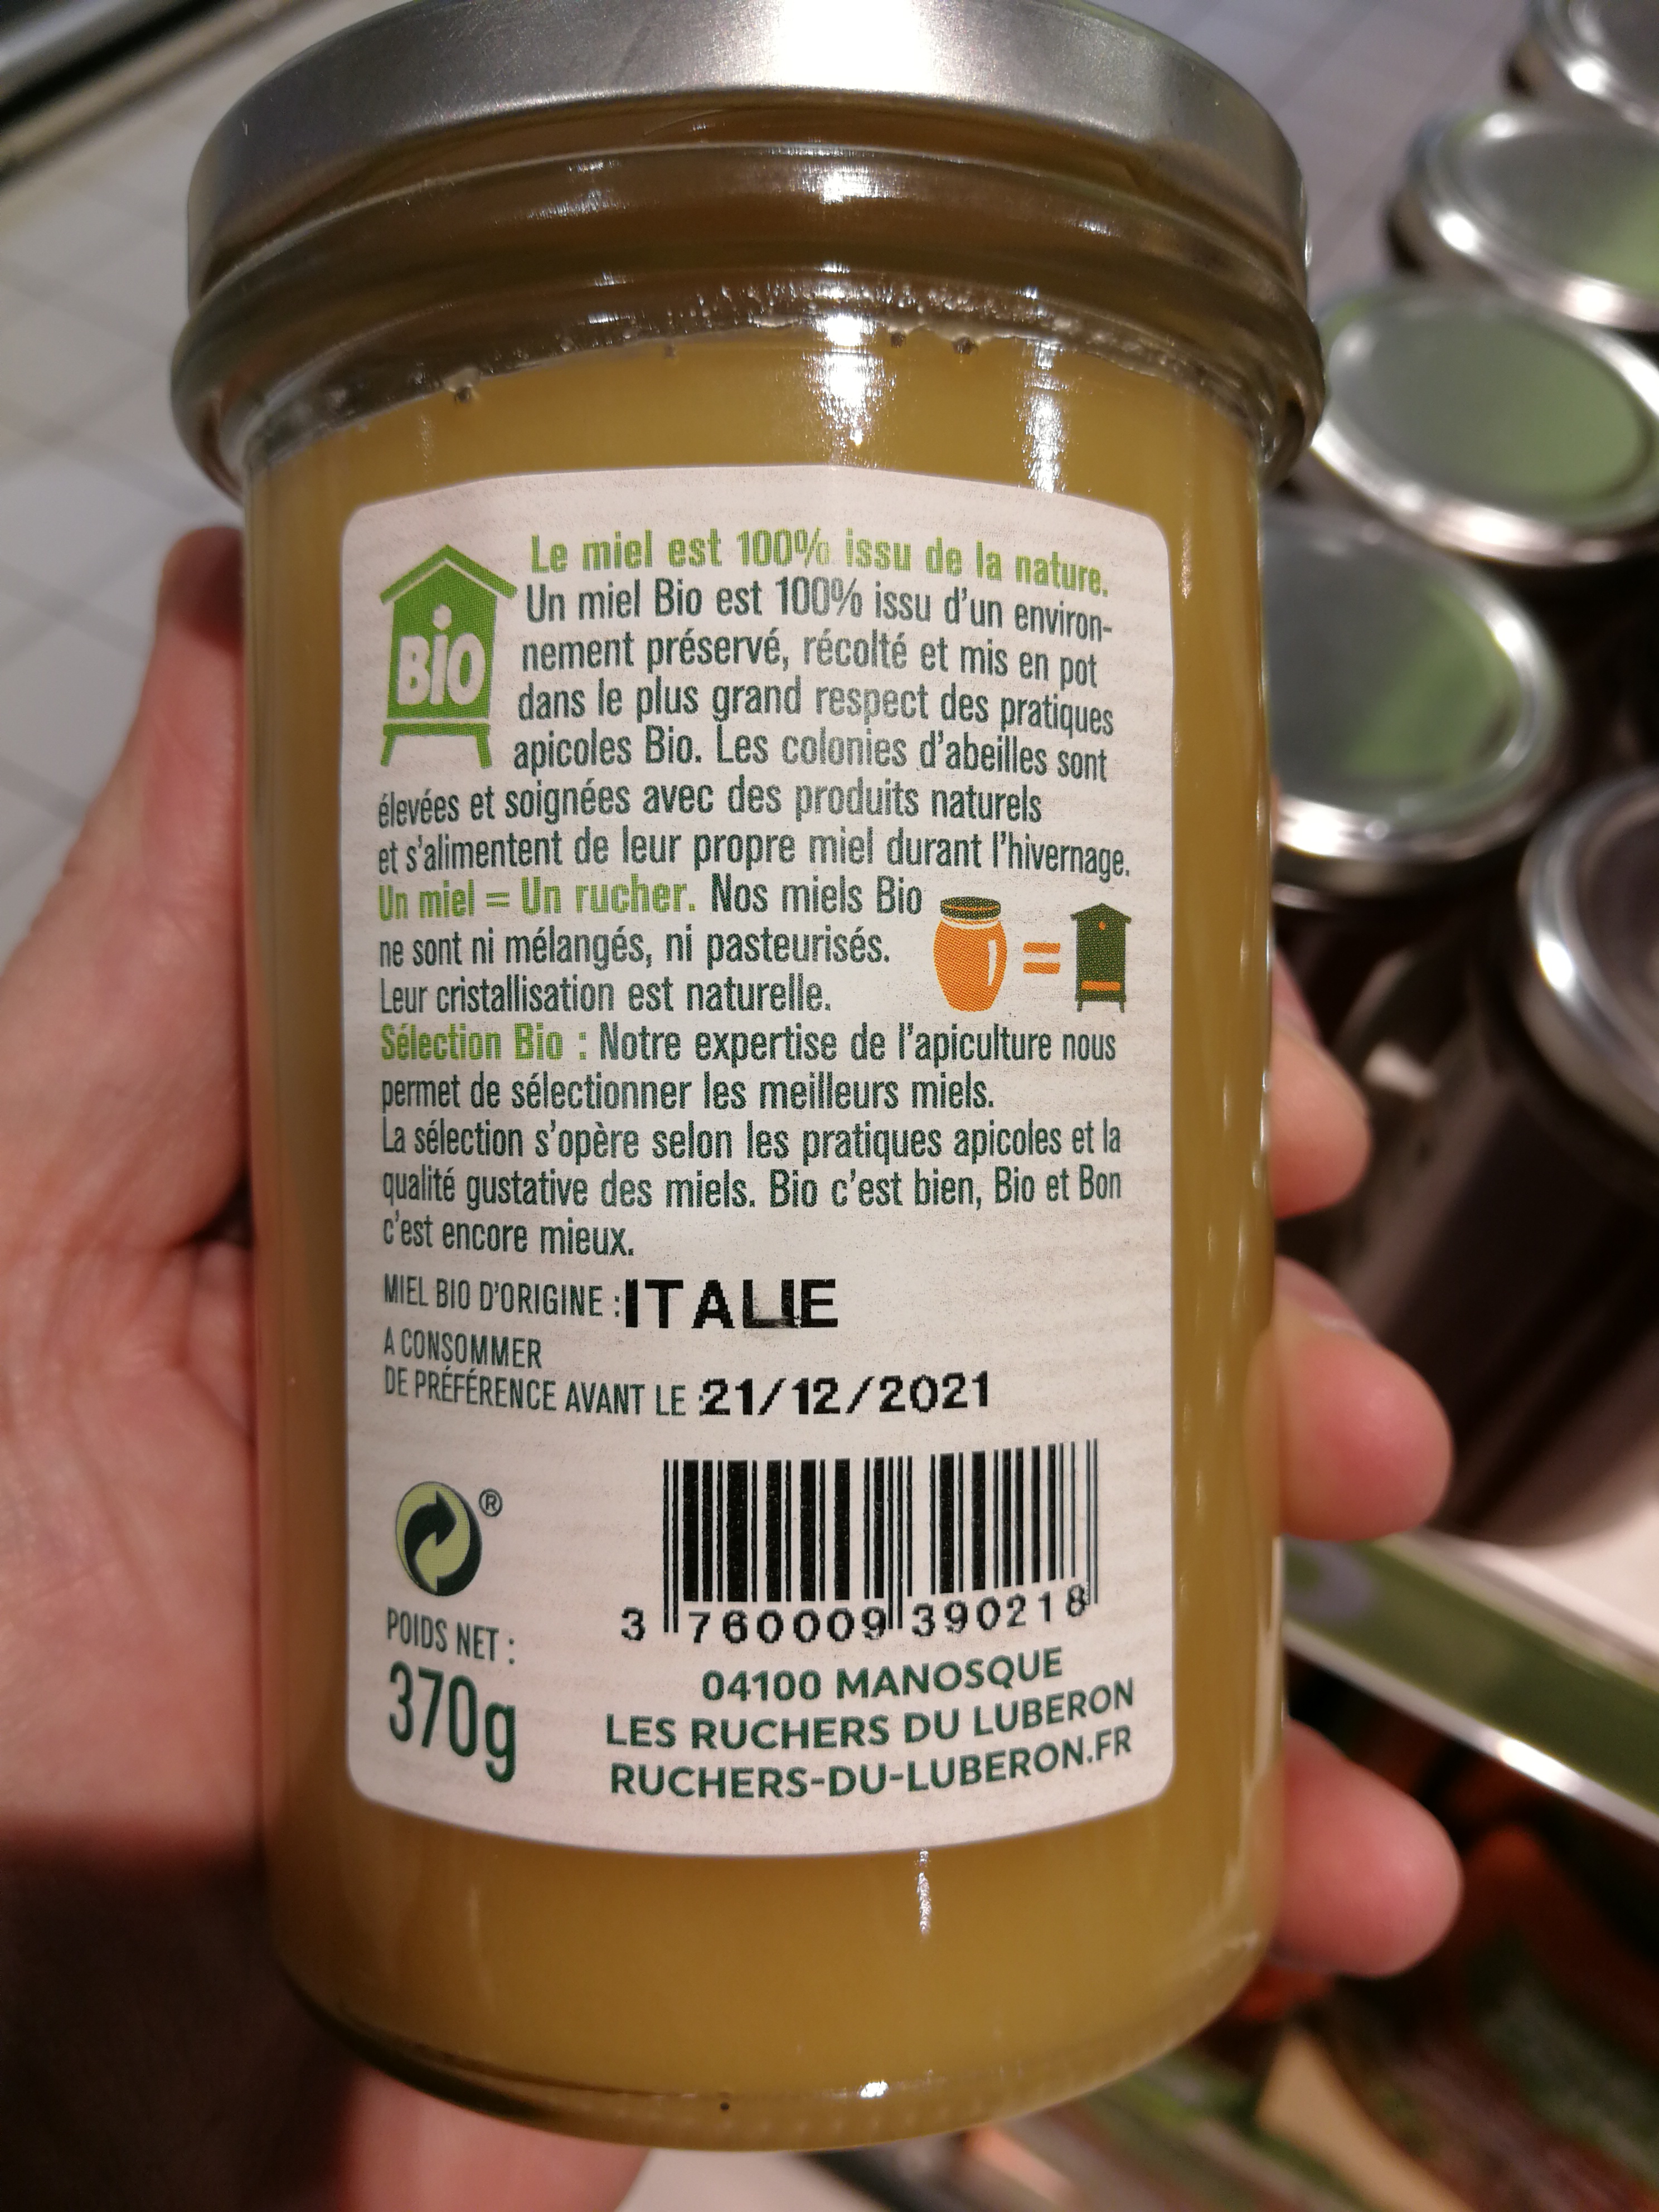 Le miel est 100% issu de la nature.
Un miel Bio est 100% issu d'un environ-
nement préservé, récolté et mis en pot
BiO
dans le plus grand respect des pratiques
apicoles Bio. Les colonies d'abeilles sont
élevées et soignées avec des produits naturels
et s'alimentent de leur propre miel durant l'hivernage.
Un miel = Un rucher. Nos miels Bio
ne sont ni mélangés, ni pasteurisés.
=
Leur cristallisation est naturelle.
Sélection Bio : Notre expertise de l'apiculture nous
permet de sélectionner les meilleurs miels.
La sélection s'opère selon les pratiques apicoles et la
qualité gustative des miels. Bio c'est bien, Bio et Bon
c'est encore mieux.
MIEL BIO D'ORIGINE : ITALIE
A CONSOMMER
DE PRÉFÉRENCE AVANT LE : 21/12/2021
®
3 760009 390218
POIDS NET :
370g
04100 MANOSQUE
LES RUCHERS DU LUBERON
RUCHERS-DU-LUBERON.FR